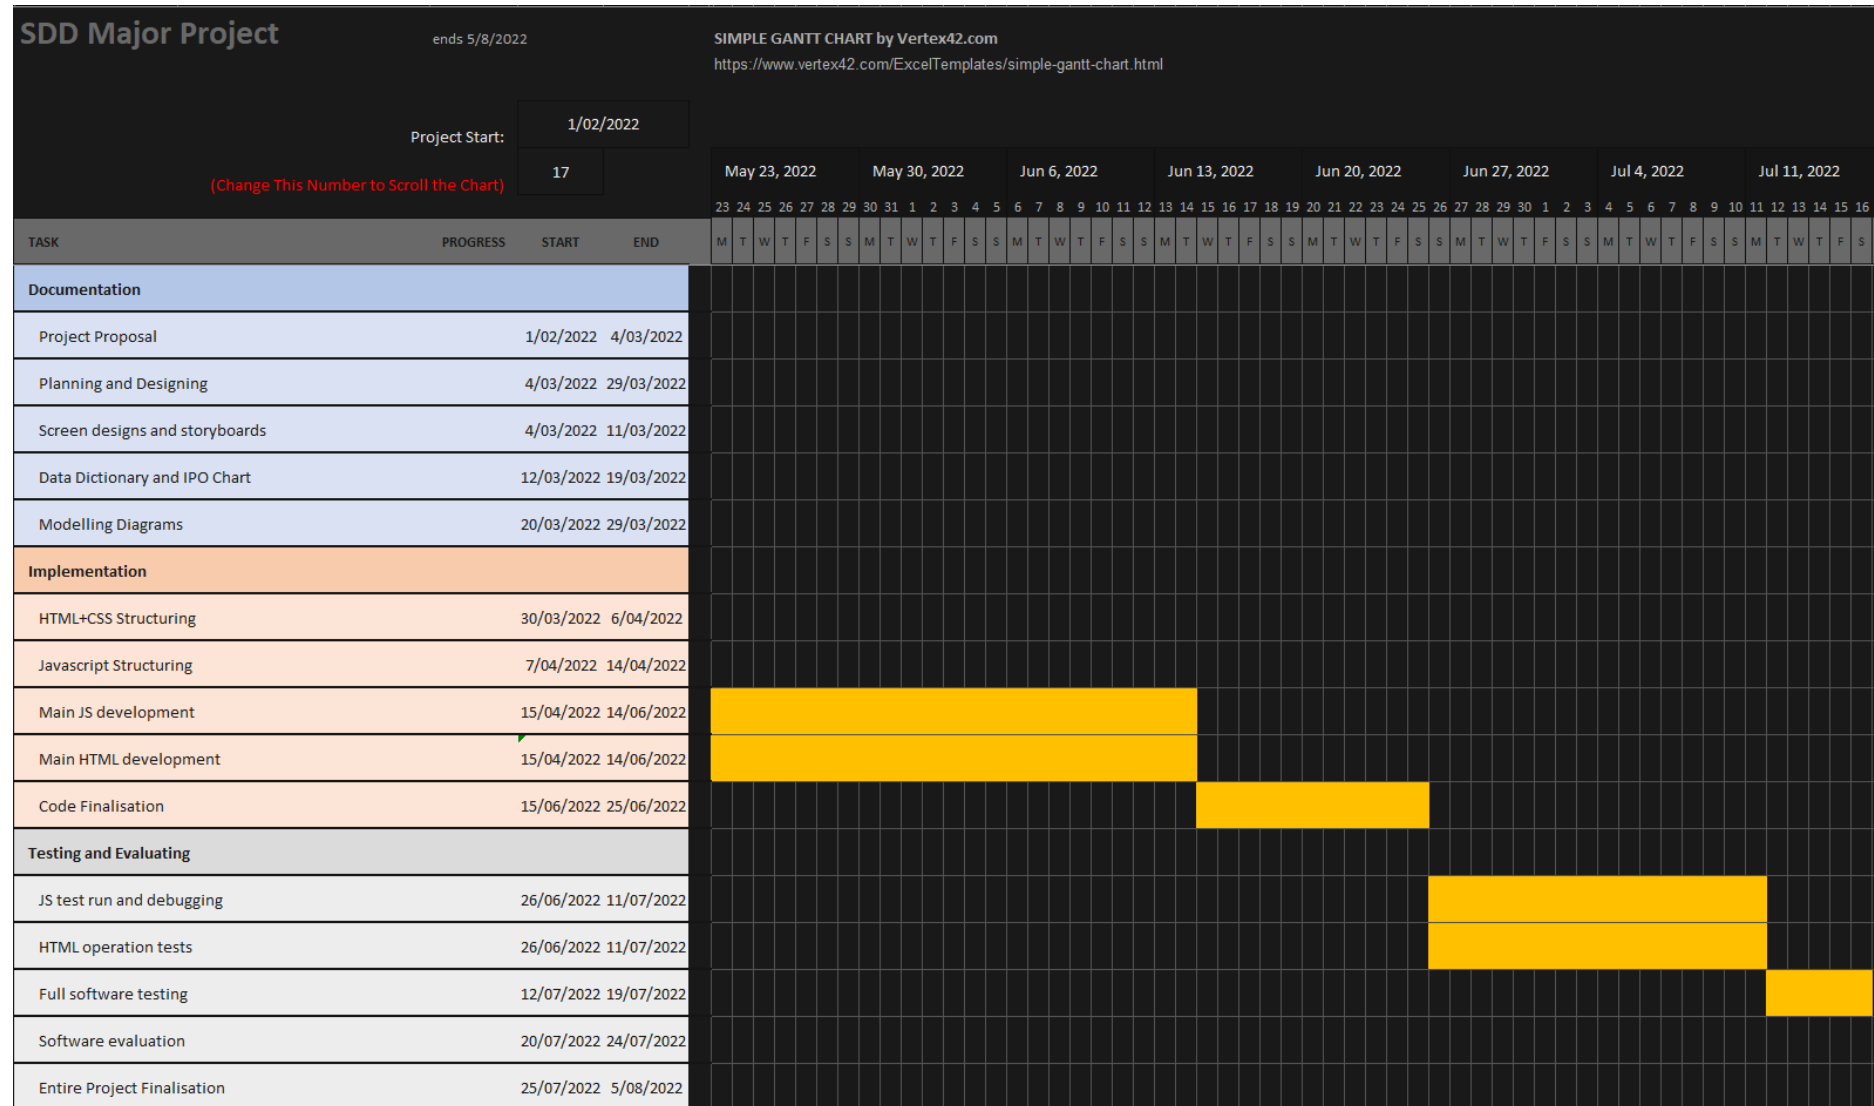 SDD Major Project ends 5/8/2022 SIMPLE GANTT CHART by Vertex42.com
https://www.vertex42.com/ExcelTemplates/simple-gantt-chart.html
Project Start: 1/02/2022
(Change This Number to Scroll the Chart) 17 May 23, 2022 May 30, 2022 Jun 6, 2022 Jun 13, 2022 Jun 20, 2022 Jun 27, 2022 Jul 4, 2022 Jul 11, 2022
23 24 25 26 27 28 29 30 31 1 2 3 4 5 6 7 8 9 10 11 12 13 14 15 16 17 18 19 20 21 22 23 24 25 26 27 28 29 30 1 2 3 4 5 6 7 8 9 10 11 12 13 14 15 16
TASK PROGRESS START END M T W T F S S M T W T F S S M T W T F S S M T W T F S S M T W T F S S M T W T F S S M T W T F S S M T W T F S
Documentation
Project Proposal 1/02/2022 4/03/2022
Planning and Designing 4/03/2022 29/03/2022
Screen designs and storyboards 4/03/2022 11/03/2022
Data Dictionary and IPO Chart 12/03/2022 19/03/2022
Modelling Diagrams 20/03/2022 29/03/2022
Implementation
HTML+CSS Structuring 30/03/2022 6/04/2022
Javascript Structuring 7/04/2022 14/04/2022
Main JS development 15/04/2022 14/06/2022
Main HTML development 15/04/2022 14/06/2022
Code Finalisation 15/06/2022 25/06/2022
Testing and Evaluating
JS test run and debugging 26/06/2022 11/07/2022
HTML operation tests 26/06/2022 11/07/2022
Full software testing 12/07/2022 19/07/2022
Software evaluation 20/07/2022 24/07/2022
Entire Project Finalisation 25/07/2022 5/08/2022